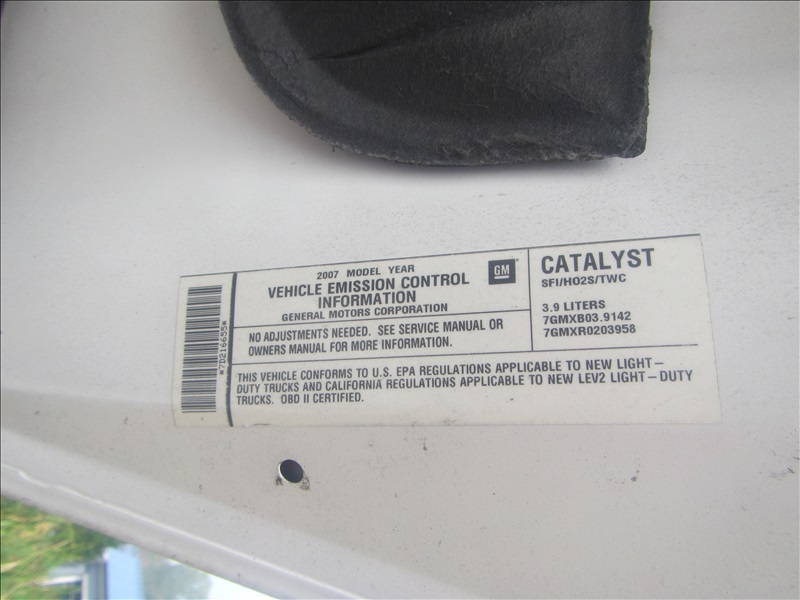 2007 MODEL YEAR
VEHICLE EMISSION CONTROL
INFORMATION
GENERAL MOTORS CORPORATION
GM
CATALYST
SFI/HO2S/TWC
3.9 LITERS
7GMXB03.9142
7GMXR0203958
NO ADJUSTMENTS NEEDED. SEE SERVICE MANUAL OR
OWNERS MANUAL FOR MORE INFORMATION.
THIS VEHICLE CONFORMS TO U.S. EPA REGULATIONS APPLICABLE TO NEW LIGHT—
DUTY TRUCKS AND CALIFORNIA REGULATIONS APPLICABLE TO NEW LEV2 LIGHT—DUTY
TRUCKS. OBD II CERTIFIED.
*7D216655*